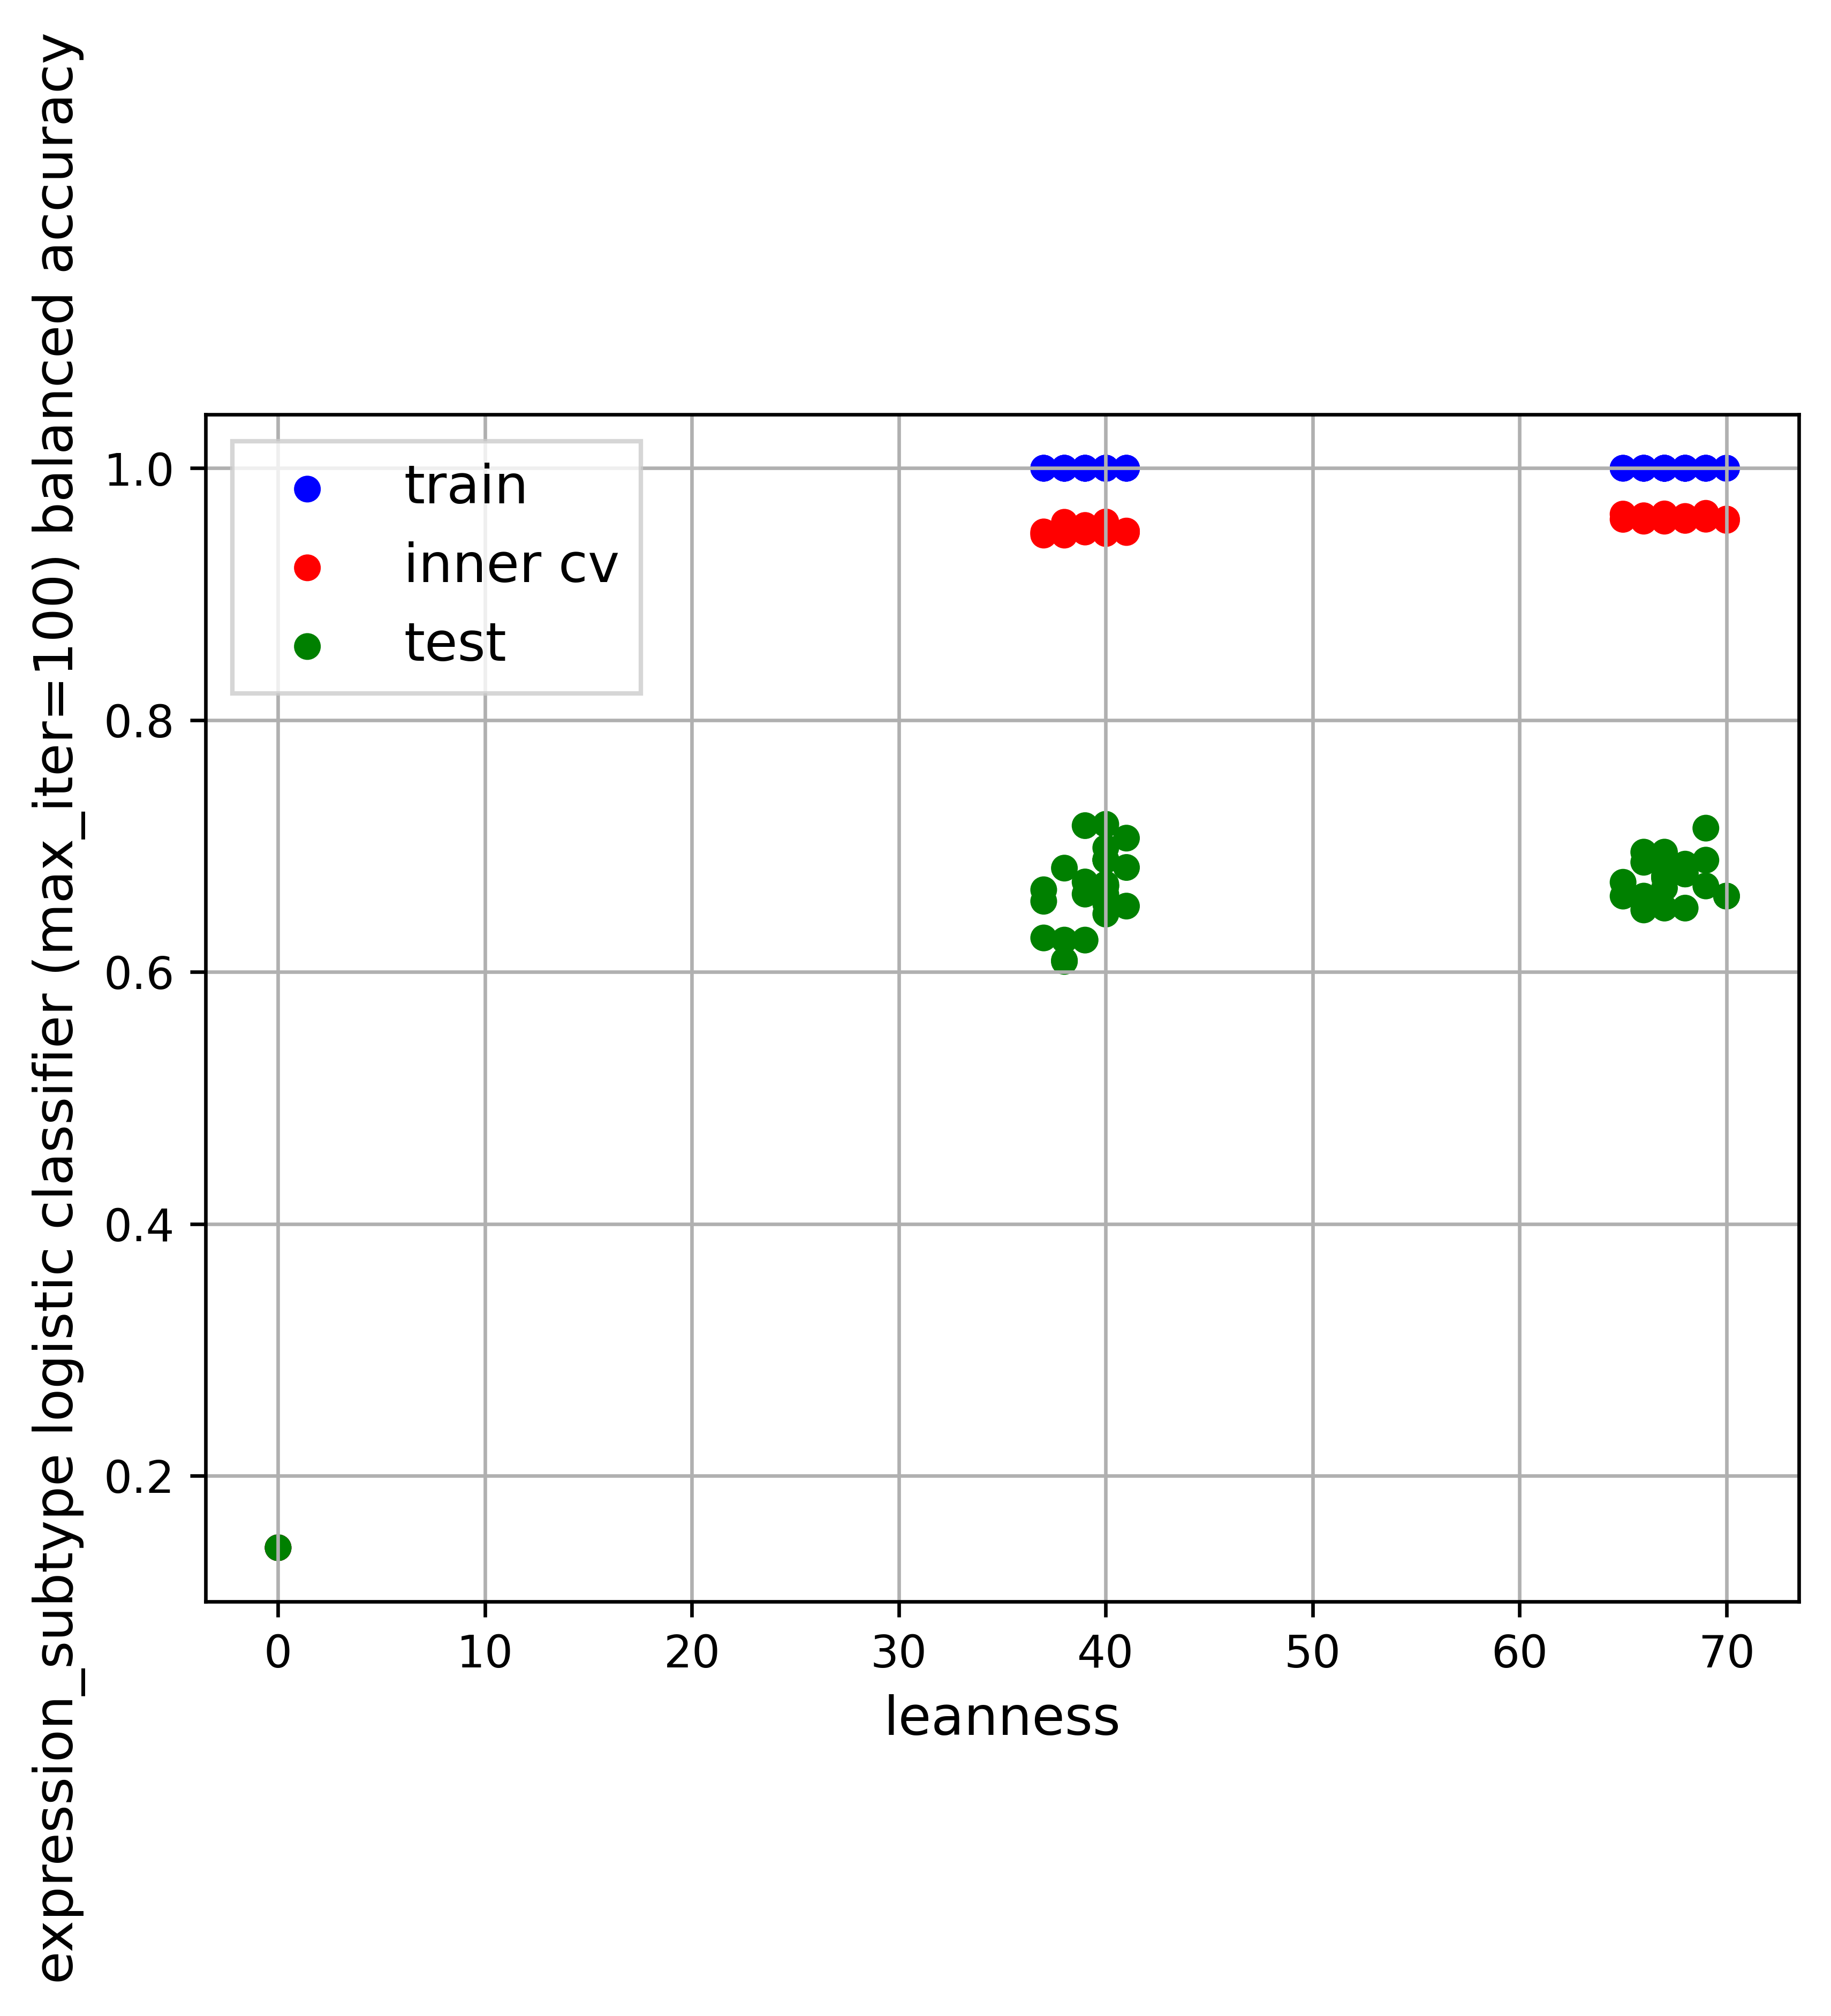 expression_subtype logistic classifier (max_iter=100) balanced accuracy
train
inner cv
test
1.0
0.8
0.6
0.4
0.2
0 10 20 30 40 50 60 70
leanness